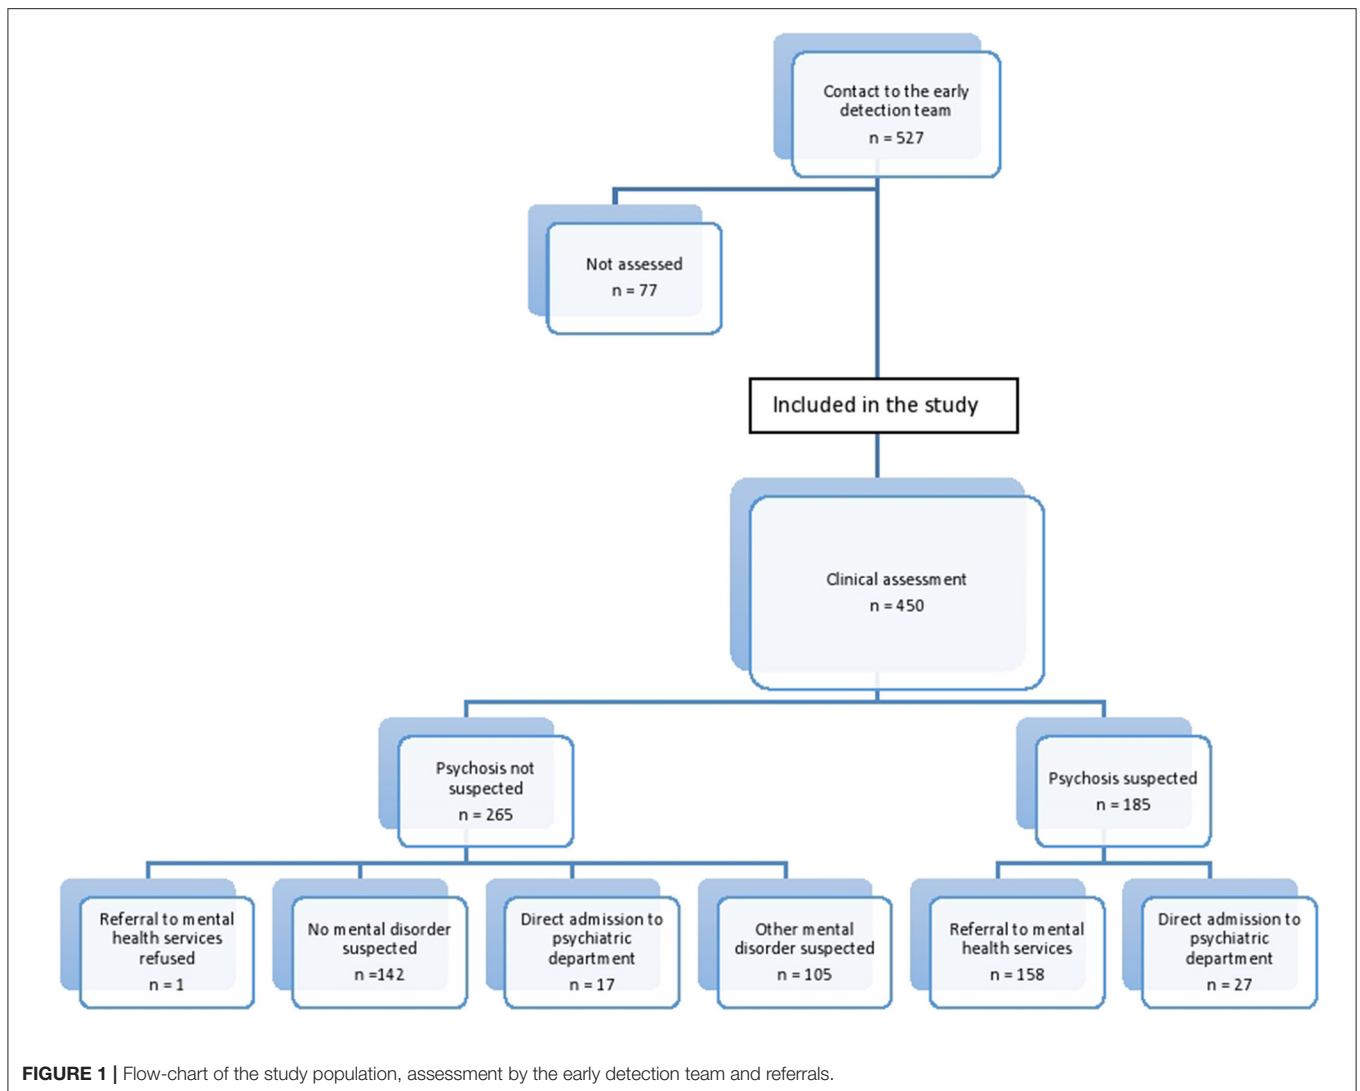 Contact to the early
detection team
n = 527
Not assessed
n = 77
Included in the study
Clinical assessment
n = 450
Psychosis not
suspected
n = 265
Psychosis suspected
n = 185
Referral to mental
health services
refused
n = 1
No mental disorder
suspected
n =142
Direct admission to
psychiatric
department
n = 17
Other mental
disorder suspected
n = 105
Referral to mental
health services
n = 158
Direct admission to
psychiatric
department
n = 27
FIGURE 1 | Flow-chart of the study population, assessment by the early detection team and referrals.